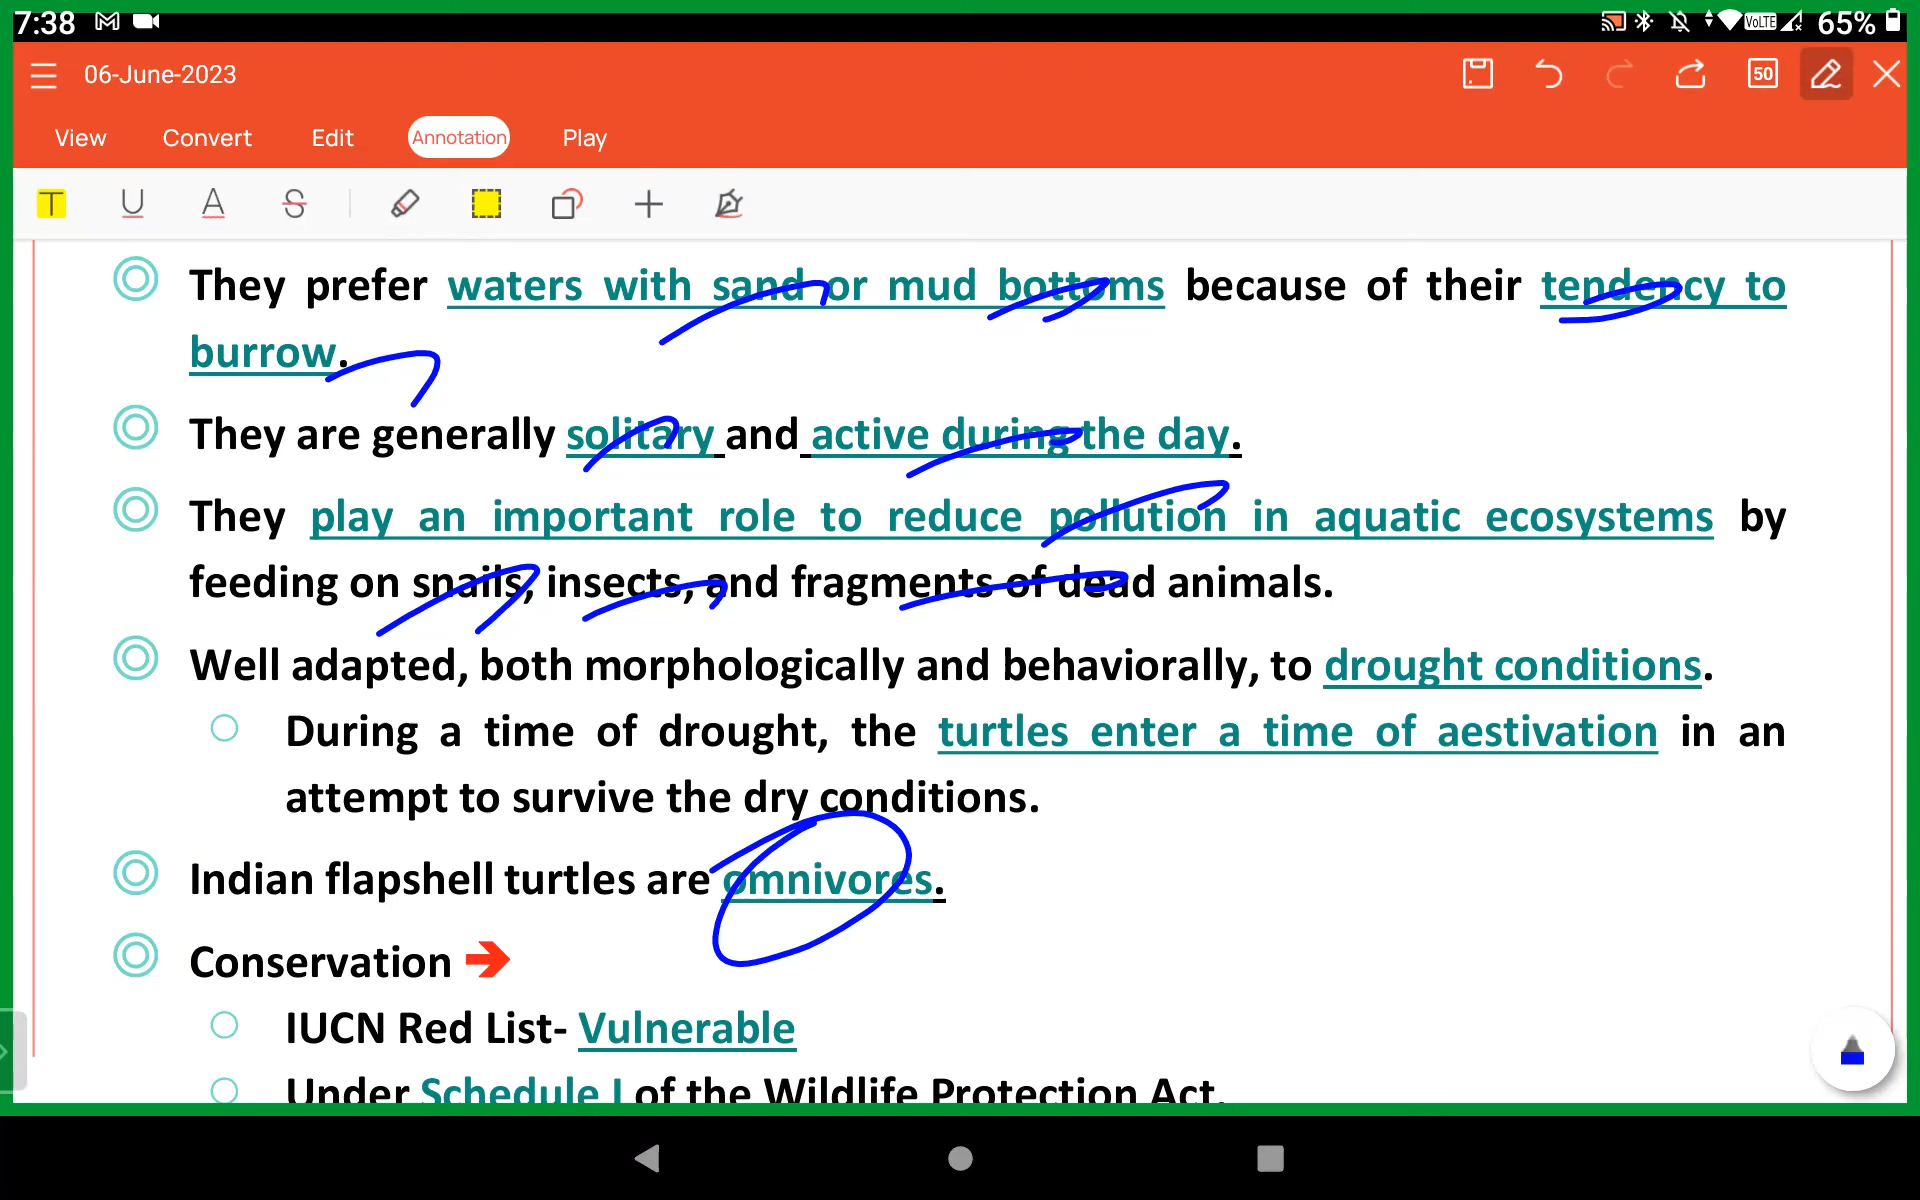 7:38
VoLTE 65%
06-June-2023
50
View Convert Edit Annotation Play
T U A S
They prefer waters with sand or mud bottoms because of their tendency to
burrow.
They are generally solitary and active during the day.
They play an important role to reduce pollution in aquatic ecosystems by
feeding on snails, insects, and fragments of dead animals.
Well adapted, both morphologically and behaviorally, to drought conditions.
During a time of drought, the turtles enter a time of aestivation in an
attempt to survive the dry conditions.
Indian flapshell turtles are omnivores.
Conservation ➔
IUCN Red List- Vulnerable
Under Schedule I of the Wildlife Protection Act.